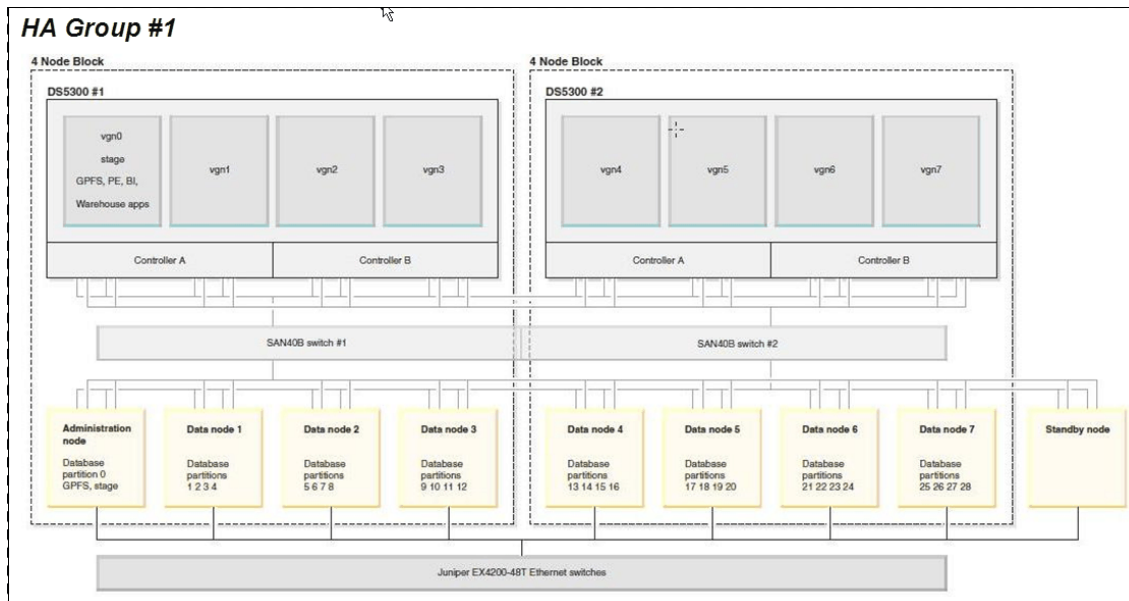 HA Group #1
4 Node Block
4 Node Block
DS5300 #1
DS5300 #2
vgn0
stage
GPFS, PE, BI,
Warehouse apps
vgn1
vgn2
vgn3
vgn4
vgn5
vgn6
vgn7
Controller A
Controller B
Controller A
Controller B
SAN40B switch #1
SAN40B switch #2
Administration
node
Database
partition 0
GPFS, stage
Data node 1
Database
partitions
1 2 3 4
Data node 2
Database
partitions
5 6 7 8
Data node 3
Database
partitions
9 10 11 12
Data node 4
Database
partitions
13 14 15 16
Data node 5
Database
partitions
17 18 19 20
Data node 6
Database
partitions
21 22 23 24
Data node 7
Database
partitions
25 26 27 28
Standby node
Juniper EX4200-48T Ethernet switches